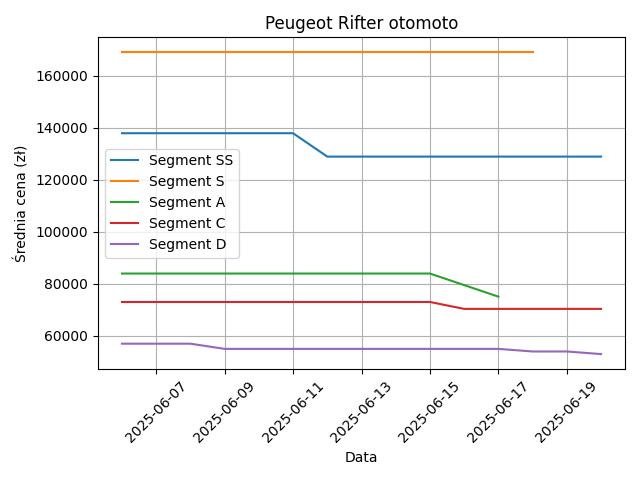 Peugeot Rifter otomoto
Średnia cena (zł)
160000
140000
120000
100000
80000
60000
Segment SS
Segment S
Segment A
Segment C
Segment D
2025-06-07
2025-06-09
2025-06-11
2025-06-13
2025-06-15
2025-06-17
2025-06-19
Data